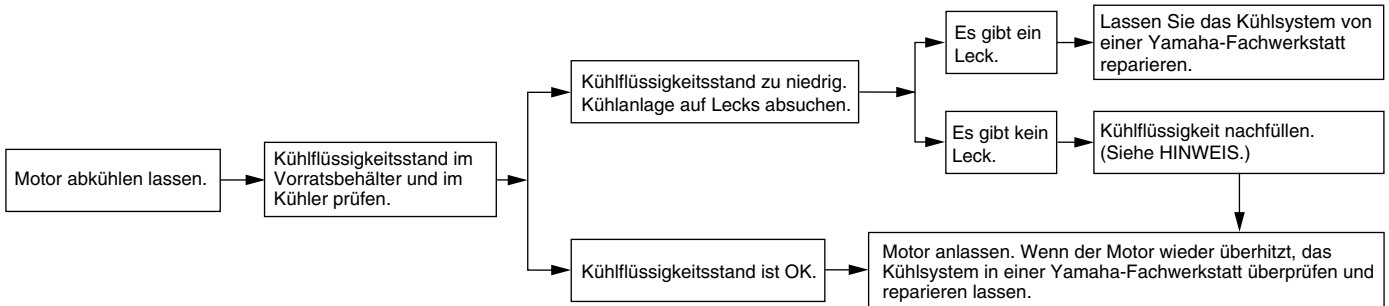 Motor abkühlen lassen.
Kühlflüssigkeitsstand im
Vorratsbehälter und im
Kühler prüfen.
Kühlflüssigkeitsstand zu niedrig.
Kühlanlage auf Lecks absuchen.
Es gibt ein
Leck.
Lassen Sie das Kühlsystem von
einer Yamaha-Fachwerkstatt
reparieren.
Es gibt kein
Leck.
Kühlflüssigkeit nachfüllen.
(Siehe HINWEIS.)
Kühlflüssigkeitsstand ist OK.
Motor anlassen. Wenn der Motor wieder überhitzt, das
Kühlsystem in einer Yamaha-Fachwerkstatt überprüfen und
reparieren lassen.